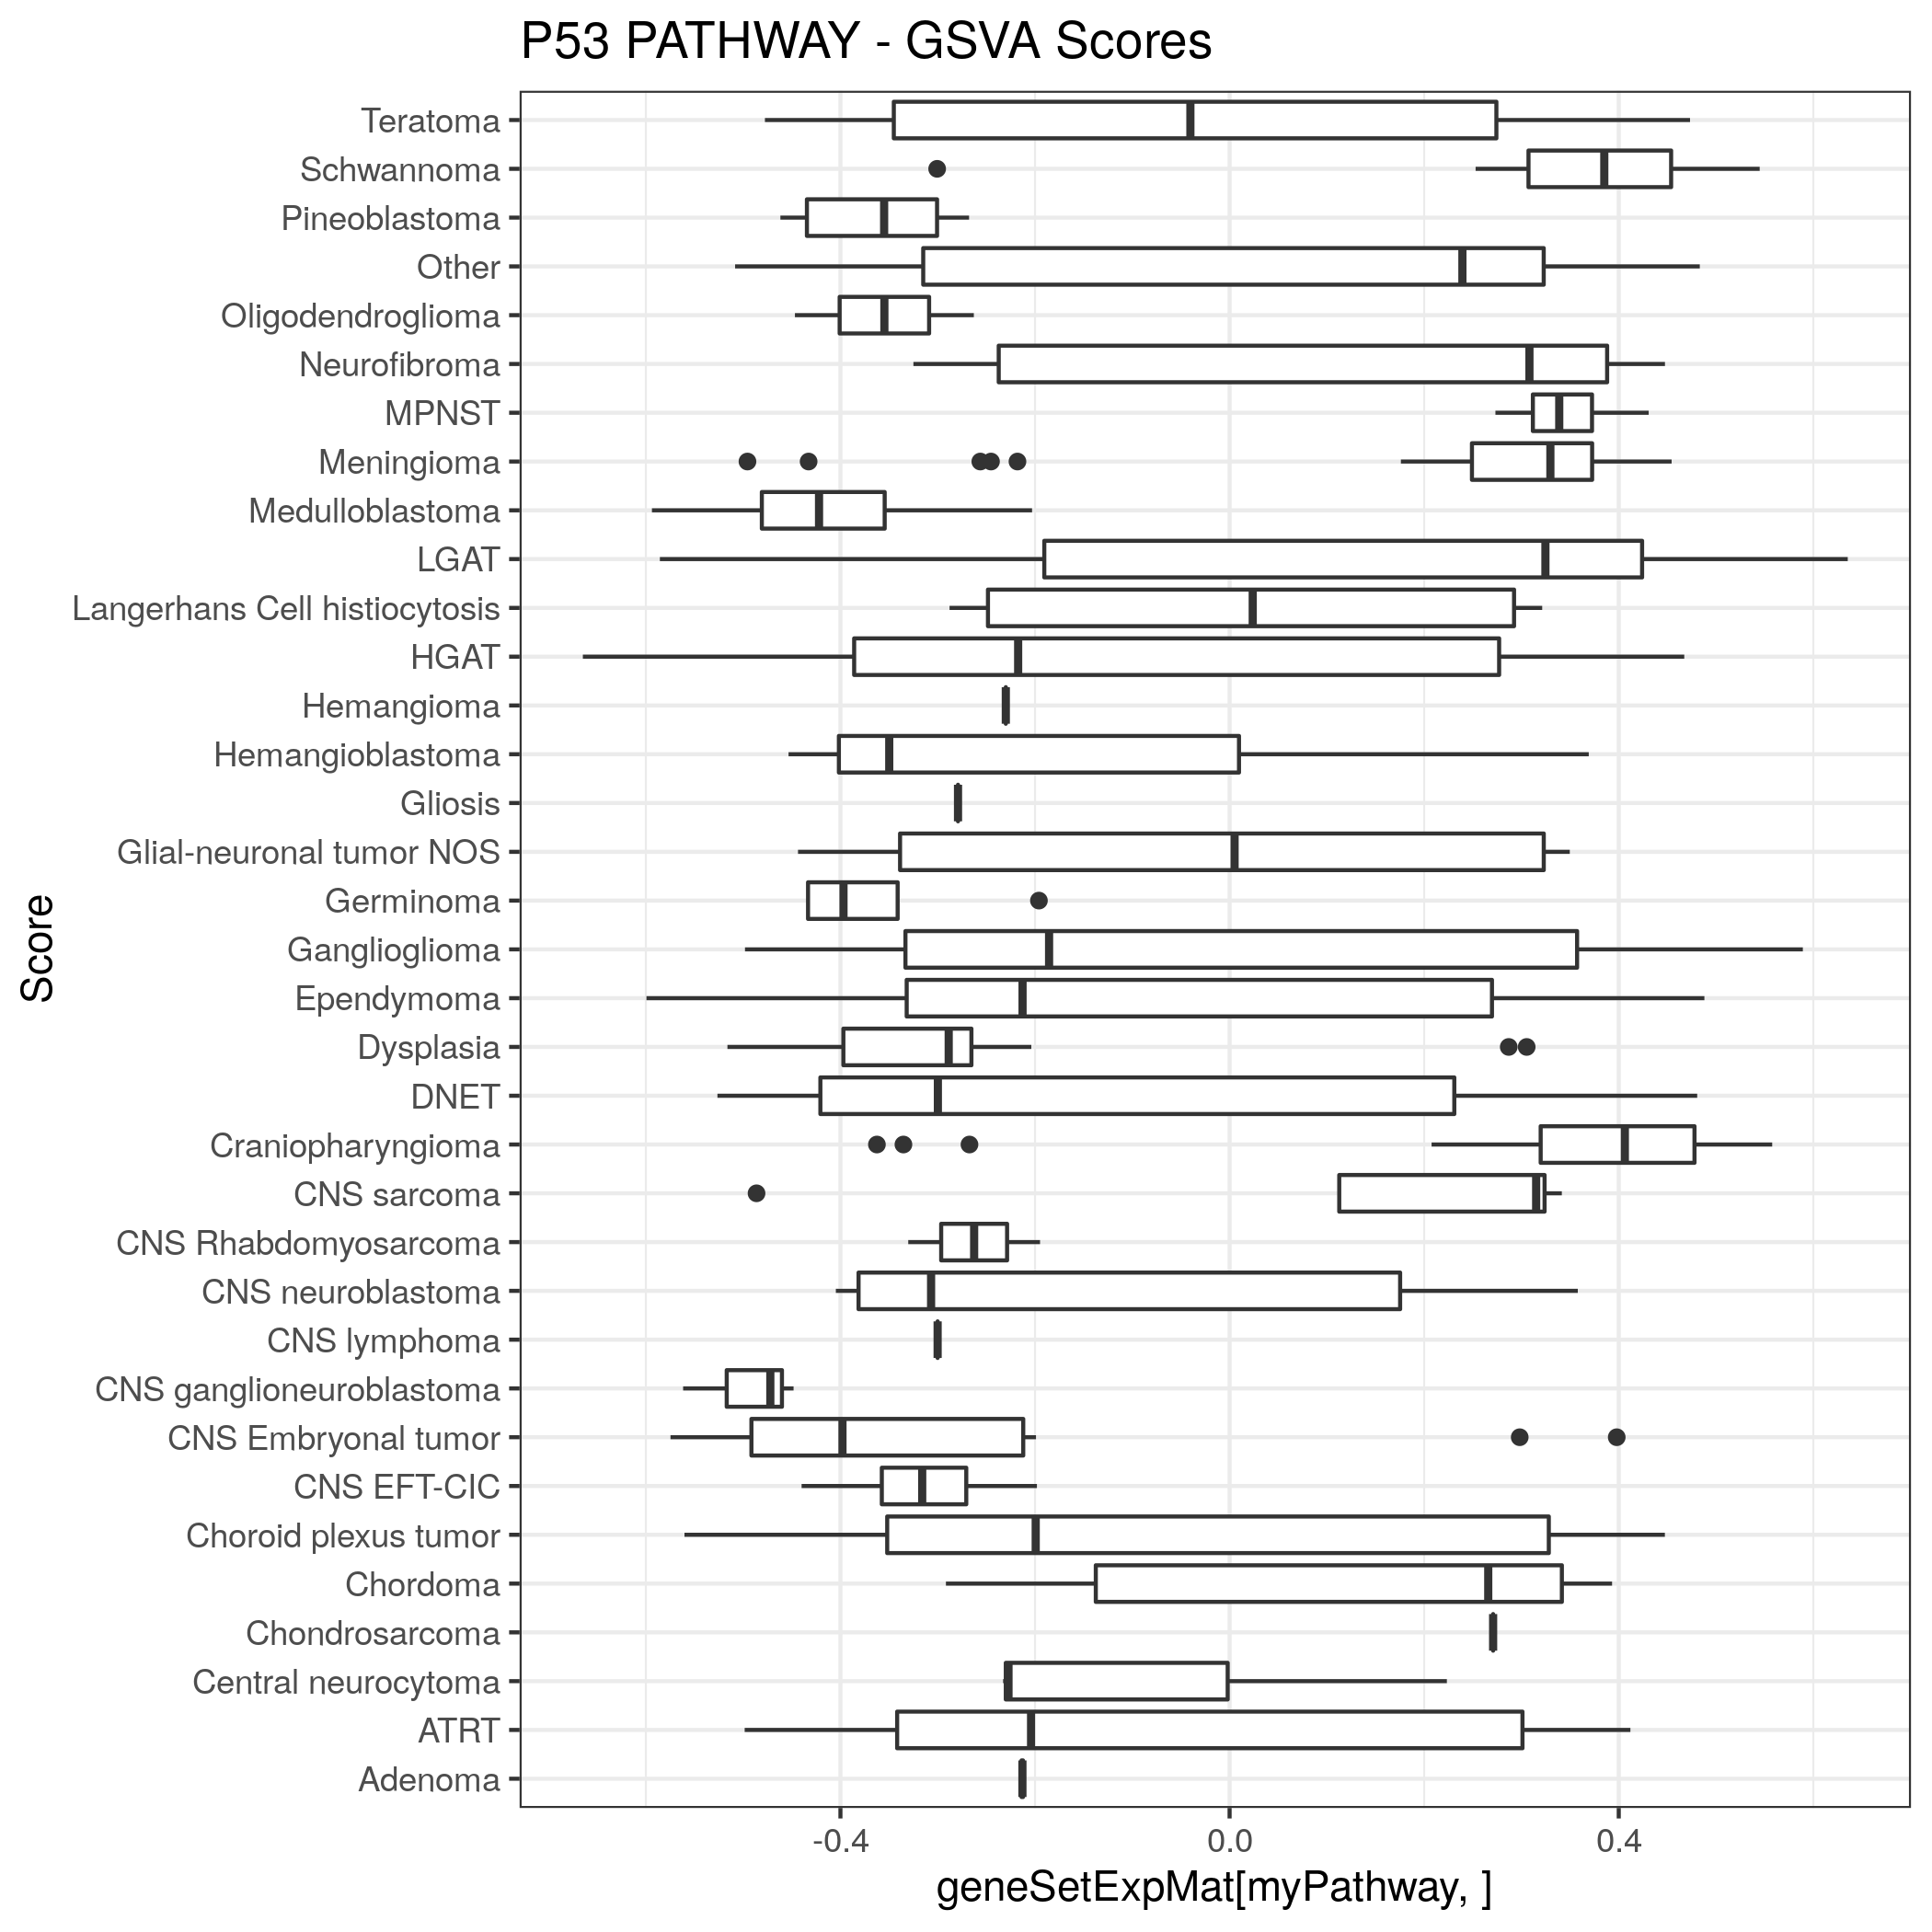 P53 PATHWAY - GSVA Scores
Teratoma
Schwannoma
Pineoblastoma
Other
Oligodendroglioma
Neurofibroma
MPNST
Meningioma
Medulloblastoma
LGAT
Langerhans Cell histiocytosis
HGAT
Hemangioma
Hemangioblastoma
Gliosis
Glial-neuronal tumor NOS
Germinoma
Ganglioglioma
Ependymoma
Dysplasia
DNET
Craniopharyngioma
CNS sarcoma
CNS Rhabdomyosarcoma
CNS neuroblastoma
CNS lymphoma
CNS ganglioneuroblastoma
CNS Embryonal tumor
CNS EFT-CIC
Choroid plexus tumor
Chordoma
Chondrosarcoma
Central neurocytoma
ATRT
Adenoma
Score
-0.4 0.0 0.4
geneSetExpMat[myPathway, ]